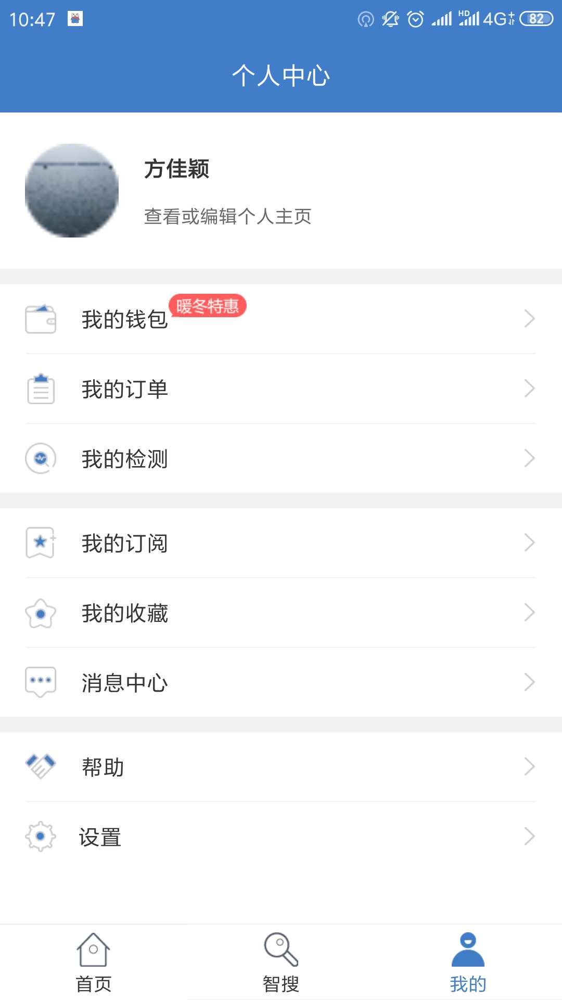 10:47 HD 4G 82
个人中心
方佳颖
查看或编辑个人主页
我的钱包 暖冬特惠
我的订单
我的检测
我的订阅
我的收藏
消息中心
帮助
设置
首页 智搜 我的